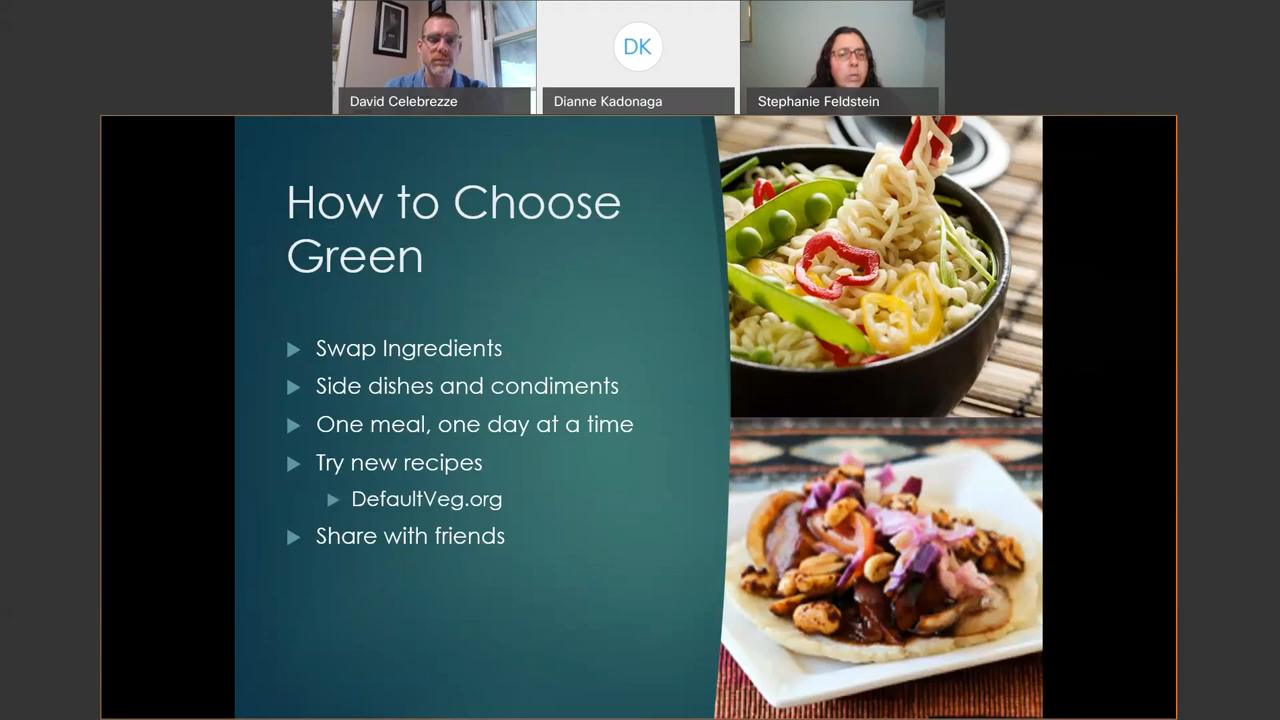 DK
David Celebrezze
Dianne Kadonaga
Stephanie Feldstein
How to Choose
Green
Swap Ingredients
Side dishes and condiments
One meal, one day at a time
Try new recipes
DefaultVeg.org
Share with friends